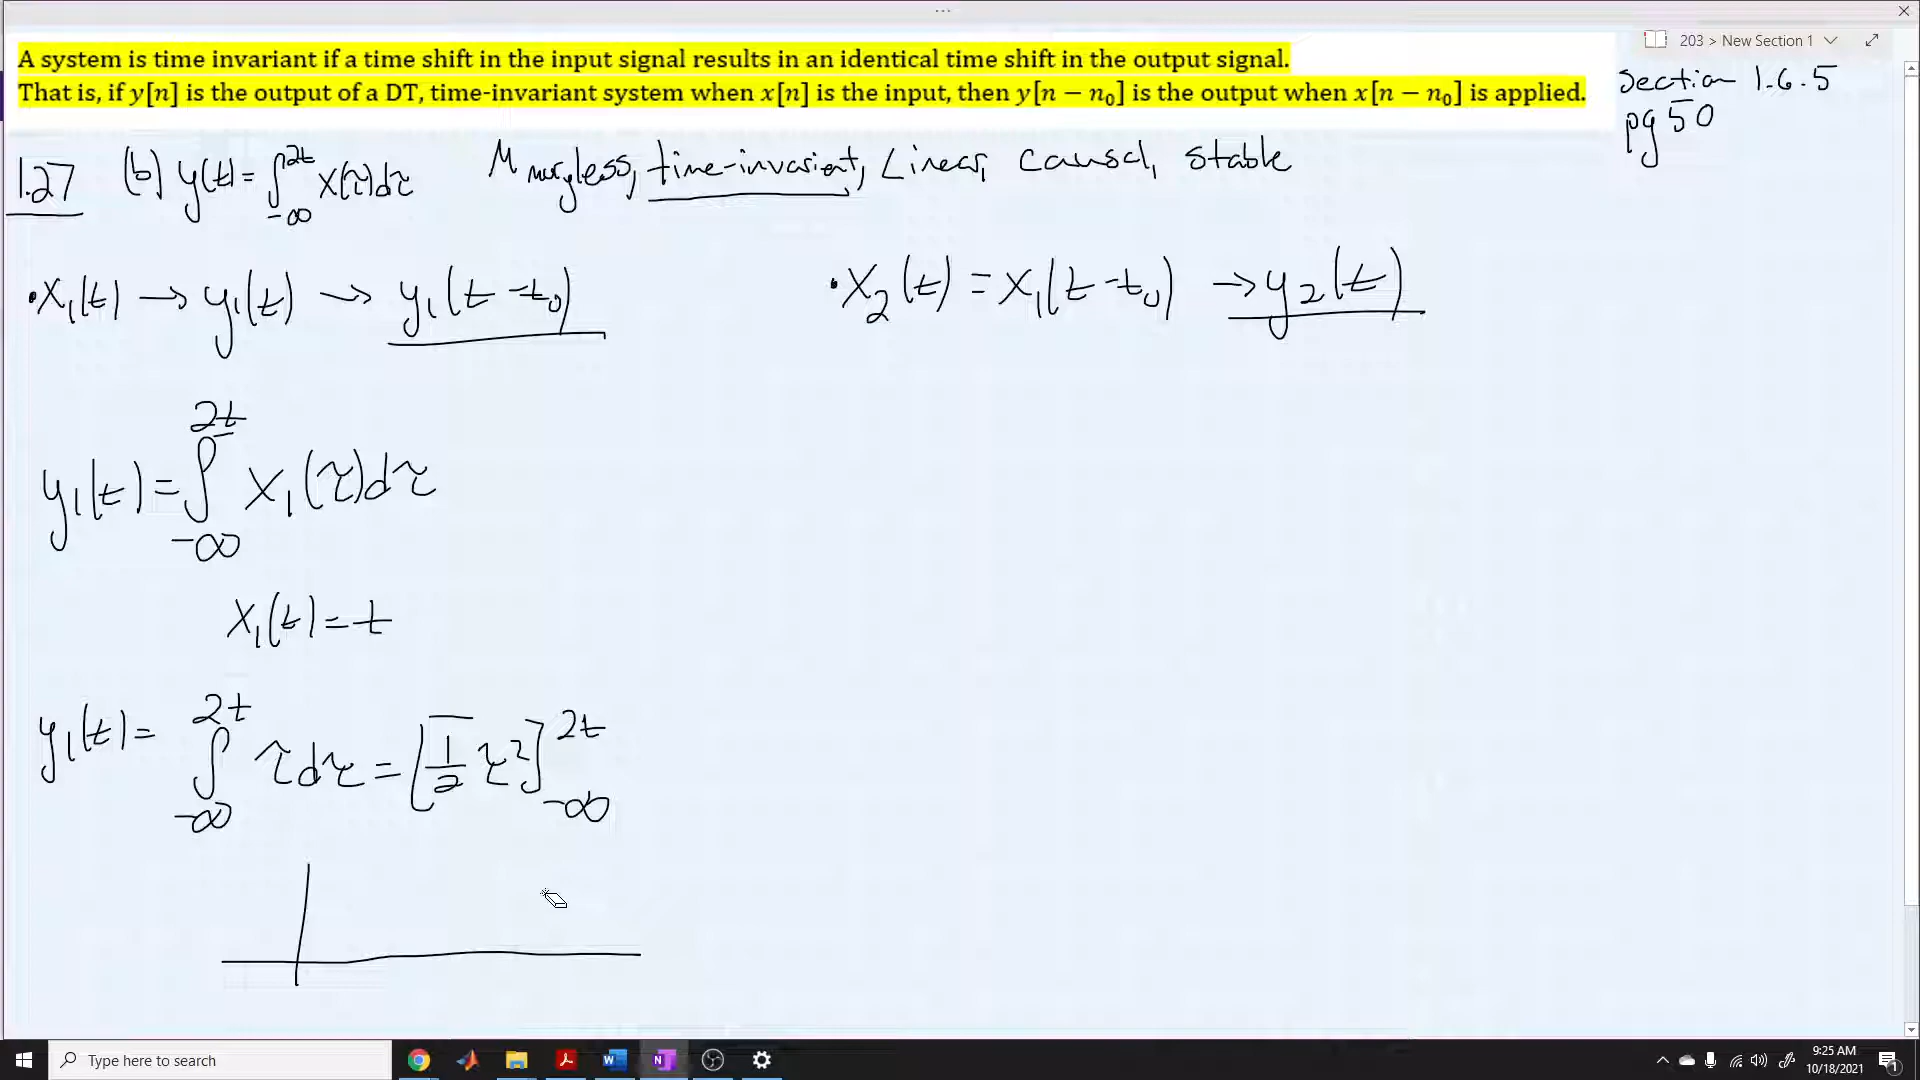 A system is time invariant if a time shift in the input signal results in an identical time shift in the output signal.
That is, if y[n] is the output of a DT, time-invariant system when x[n] is the input, then y[n − n₀] is the output when x[n − n₀] is applied.
203 > New Section 1
Section 1.6.5
pg 50
1.27 (b) y(t) = ∫_{-∞}^{2t} x(τ)dτ
time-invarient, Linear, Causal, stable
• x₁(t) → y₁(t) → y₁(t - t₀)
• x₂(t) = x₁(t - t₀) → y₂(t)
y₁(t) = ∫_{-∞}^{2t} x₁(τ)dτ
x₁(t) = t
y₁(t) = ∫_{-∞}^{2t} τdτ = [1/2 τ²]_{-∞}^{2t}
Type here to search
9:25 AM
10/18/2021